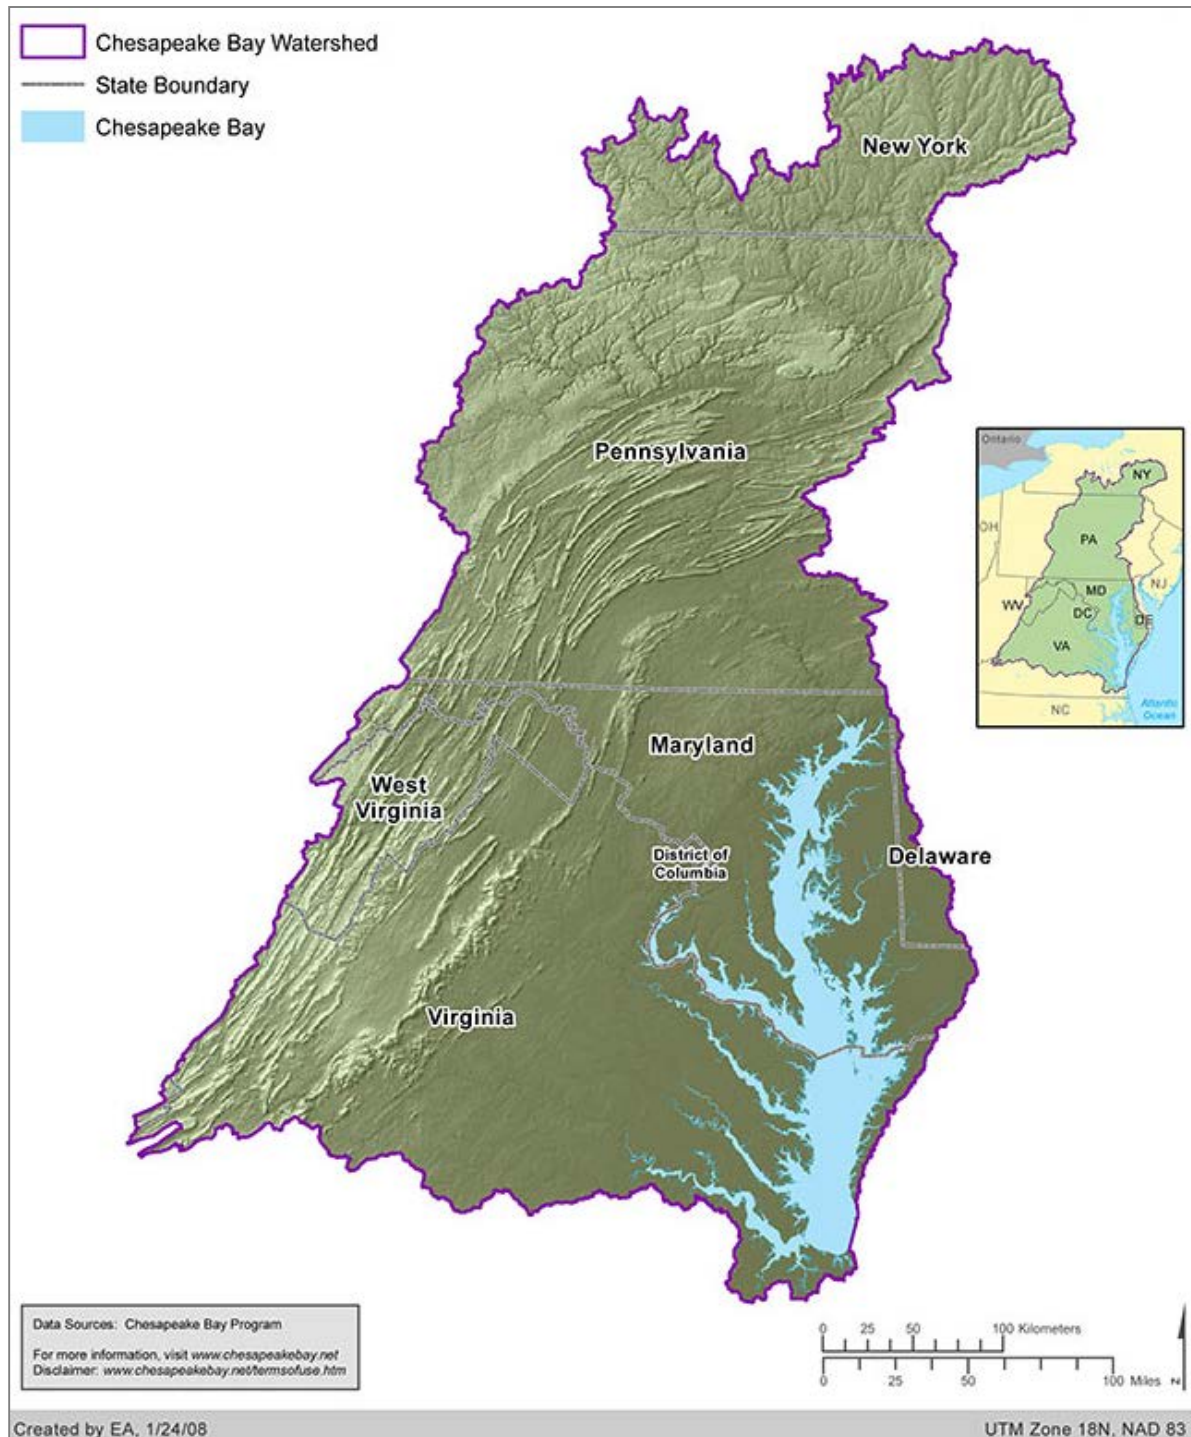 Chesapeake Bay Watershed
State Boundary
Chesapeake Bay
New York
Pennsylvania
Ontario
NY
OH
PA
NJ
MD
WV
DC
DE
VA
NC
Atlantic
Ocean
Maryland
West
Virginia
District of
Columbia
Delaware
Virginia
Data Sources: Chesapeake Bay Program
For more information, visit www.chesapeakebay.net
Disclaimer: www.chesapeakebay.net/termsofuse.htm
0 25 50 100 Kilometers
0 25 50 100 Miles
N
Created by EA, 1/24/08
UTM Zone 18N, NAD 83